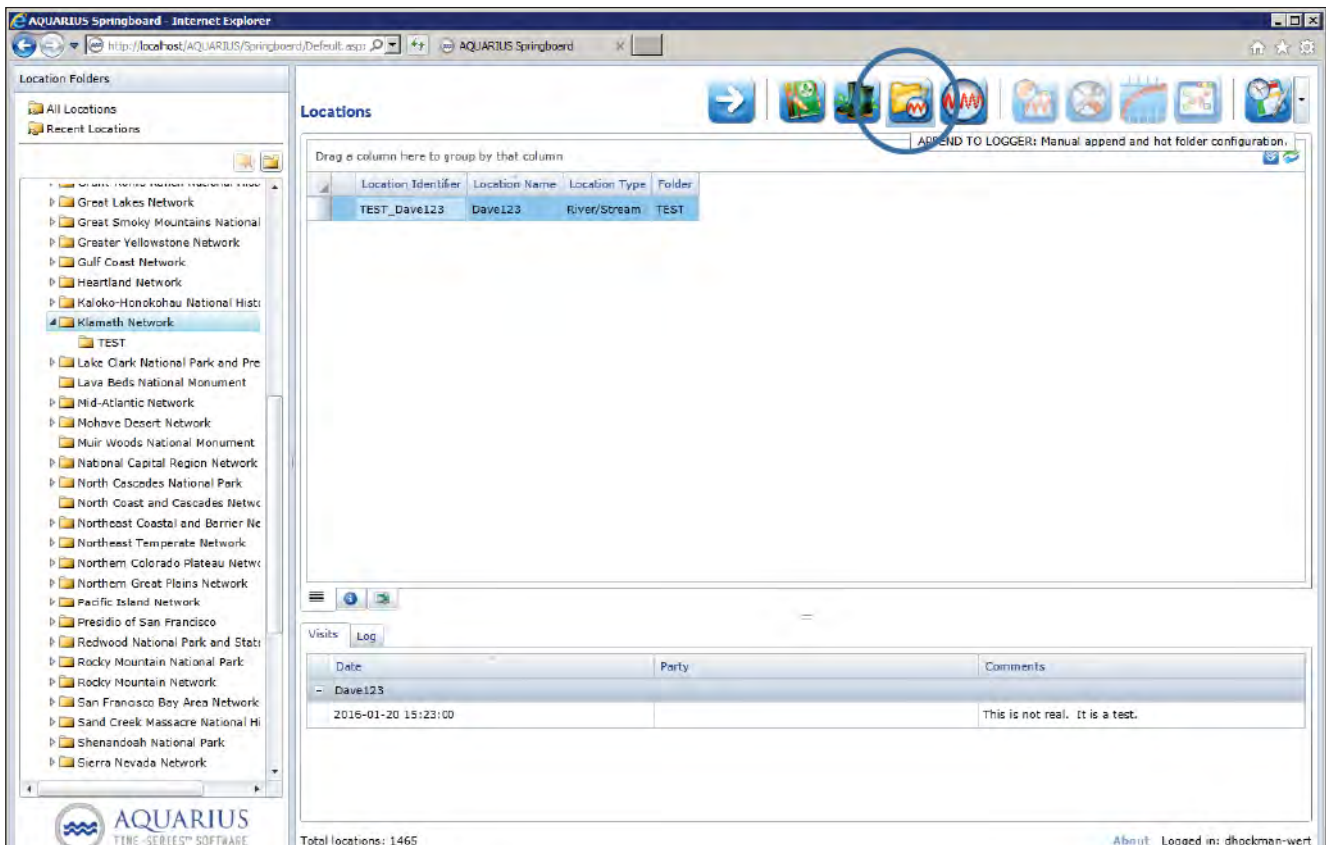 AQUARIUS Springboard - Internet Explorer
http://localhost/AQUARIUS/Springboard/Default.aspx
AQUARIUS Springboard
Location Folders
All Locations
Recent Locations
Great Lakes Network
Great Smoky Mountains National
Greater Yellowstone Network
Gulf Coast Network
Heartland Network
Kaloko-Honokohau National Histo
Klamath Network
TEST
Lake Clark National Park and Pre
Lava Beds National Monument
Mid-Atlantic Network
Mohave Desert Network
Muir Woods National Monument
National Capital Region Network
North Cascades National Park
North Coast and Cascades Netwo
Northeast Coastal and Barrier Ne
Northeast Temperate Network
Northern Colorado Plateau Netwo
Northern Great Plains Network
Pacific Island Network
Presidio of San Francisco
Redwood National Park and State
Rocky Mountain National Park
Rocky Mountain Network
San Francisco Bay Area Network
Sand Creek Massacre National Hi
Shenandoah National Park
Sierra Nevada Network
AQUARIUS
TIME-SERIES™ SOFTWARE
Locations
APPEND TO LOGGER: Manual append and hot folder configuration.
Drag a column here to group by that column
Location Identifier Location Name Location Type Folder
TEST_Dave123 Dave123 River/Stream TEST
Visits Log
Date Party Comments
Dave123
2016-01-20 15:23:00 This is not real. It is a test.
Total locations: 1465
About Logged in: dhockman-wert